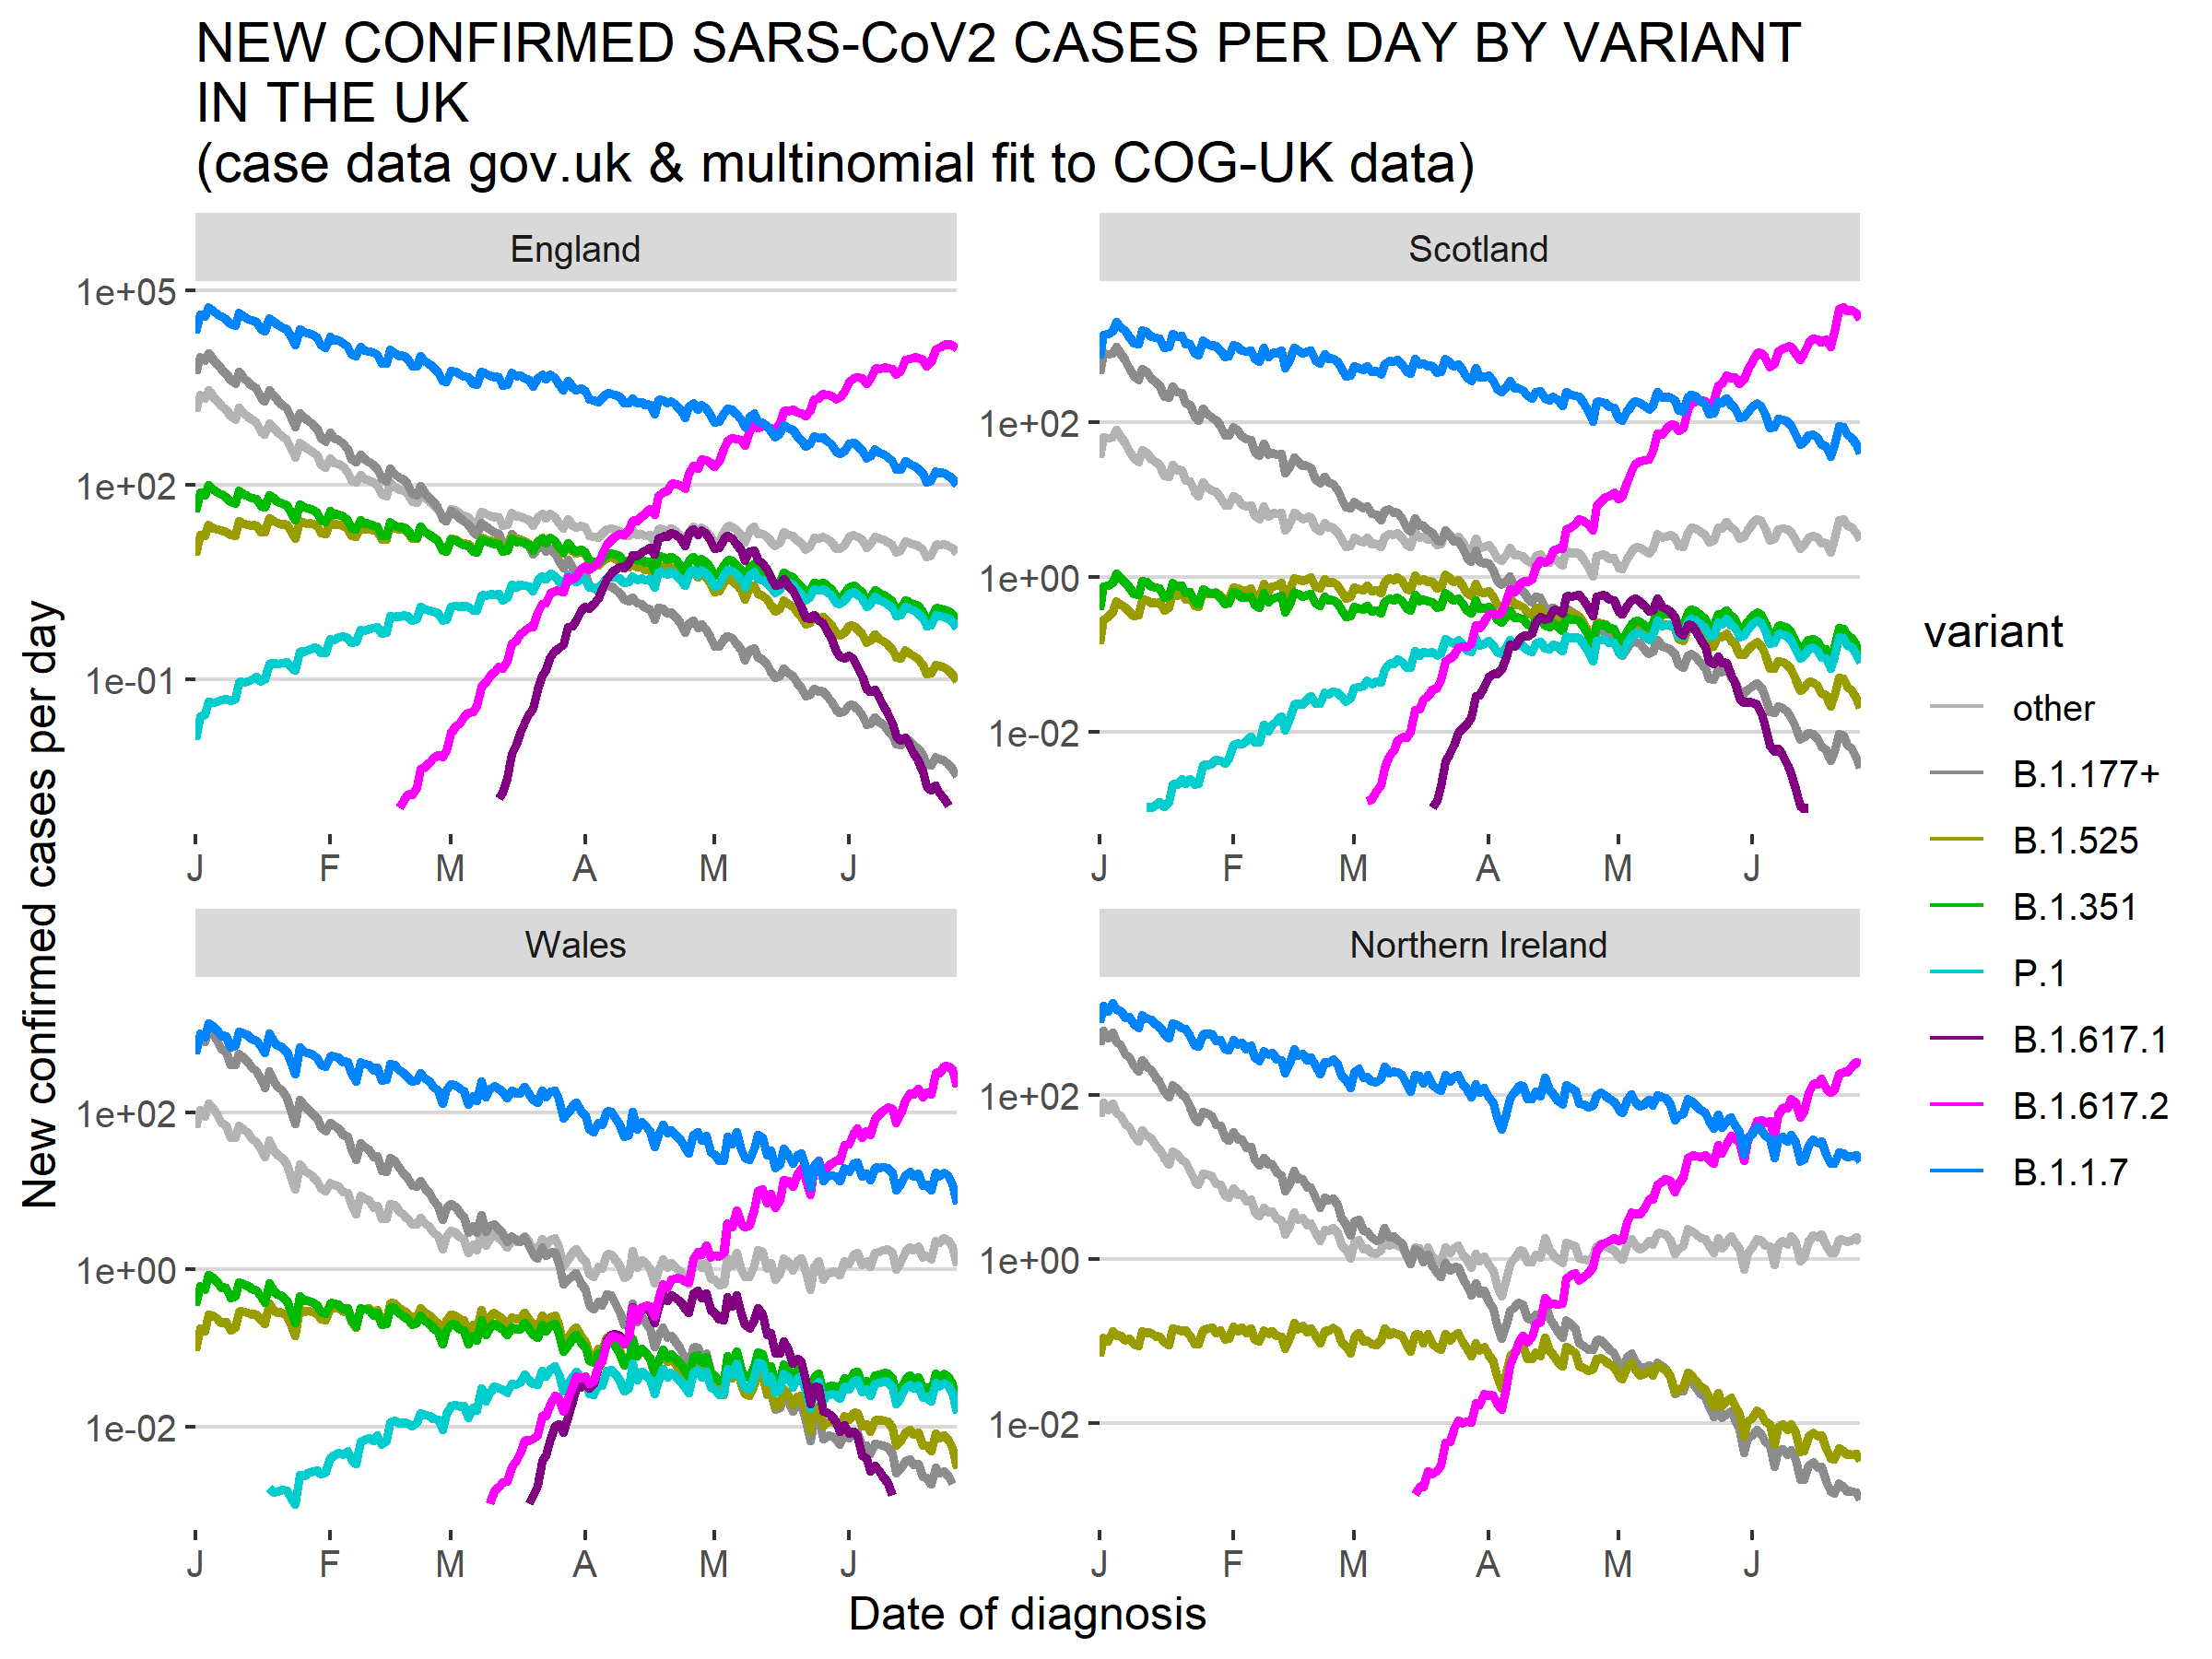 NEW CONFIRMED SARS-CoV2 CASES PER DAY BY VARIANT
IN THE UK
(case data gov.uk & multinomial fit to COG-UK data)
England
Scotland
1e+05
1e+02
1e-01
1e+02
1e+00
1e-02
J F M A M J
J F M A M J
Wales
Northern Ireland
1e+02
1e+00
1e-02
1e+02
1e+00
1e-02
J F M A M J
J F M A M J
Date of diagnosis
New confirmed cases per day
variant
other
B.1.177+
B.1.525
B.1.351
P.1
B.1.617.1
B.1.617.2
B.1.1.7